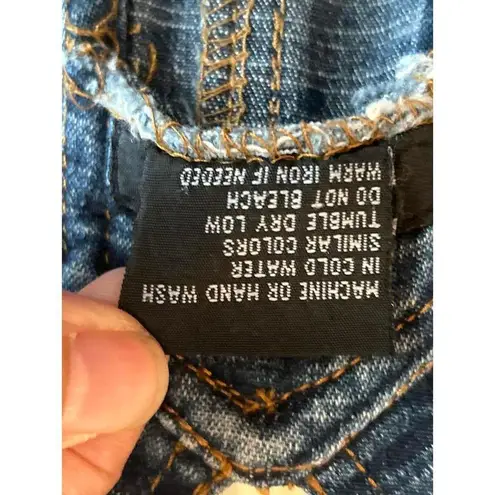 MACHINE OR HAND WASH
IN COLD WATER
SIMILAR COLORS
TUMBLE DRY LOW
DO NOT BLEACH
WARM IRON IF NEEDED